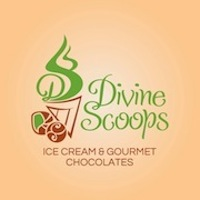 Divine
Scoops
ICE CREAM & GOURMET
CHOCOLATES